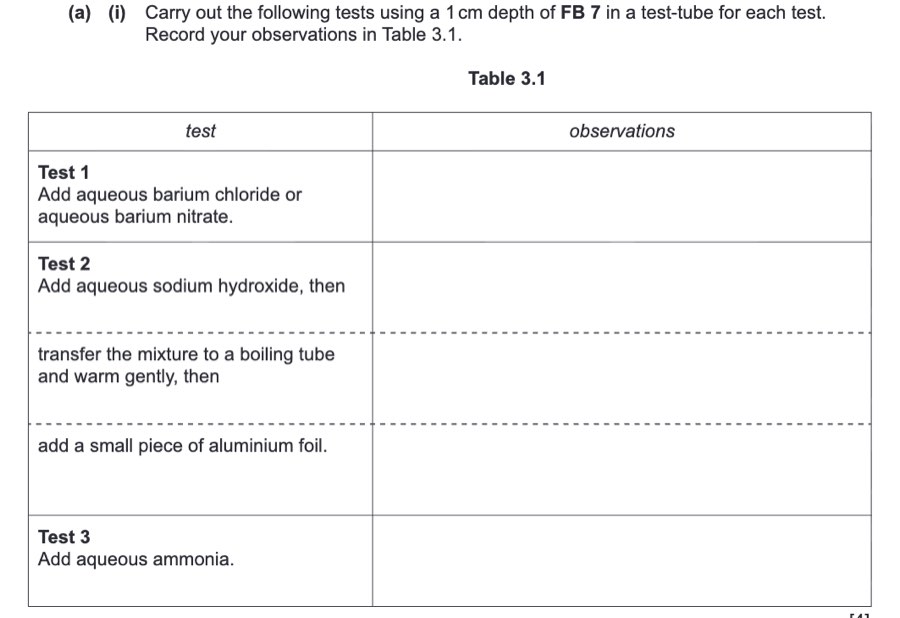 (a) (i) Carry out the following tests using a 1 cm depth of FB 7 in a test-tube for each test.
Record your observations in Table 3.1.
Table 3.1
test observations
Test 1
Add aqueous barium chloride or
aqueous barium nitrate.
Test 2
Add aqueous sodium hydroxide, then
transfer the mixture to a boiling tube
and warm gently, then
add a small piece of aluminium foil.
Test 3
Add aqueous ammonia.